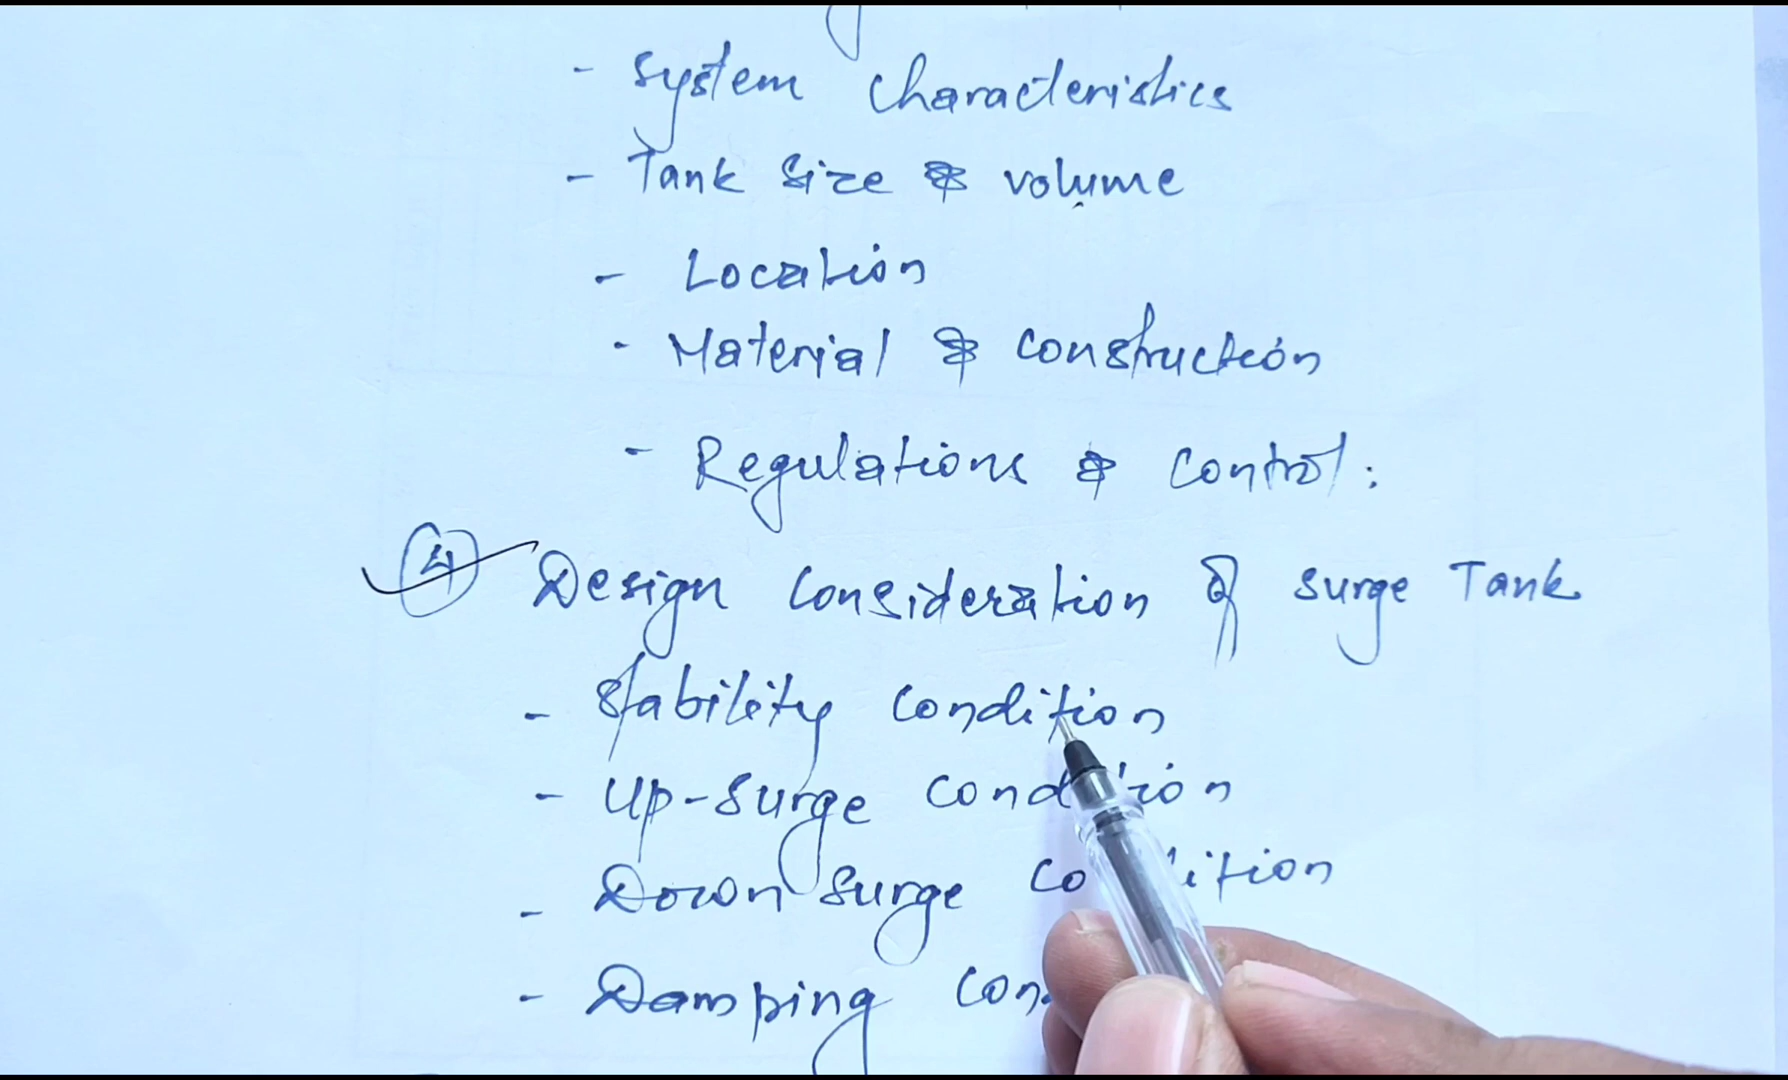 - System characteristics
- Tank Size & volume
- Location
- Material & construction
- Regulations & Control:
4 Design Consideration of Surge Tank
- Stability Condition
- Up-Surge
- Down Surge
- Damping